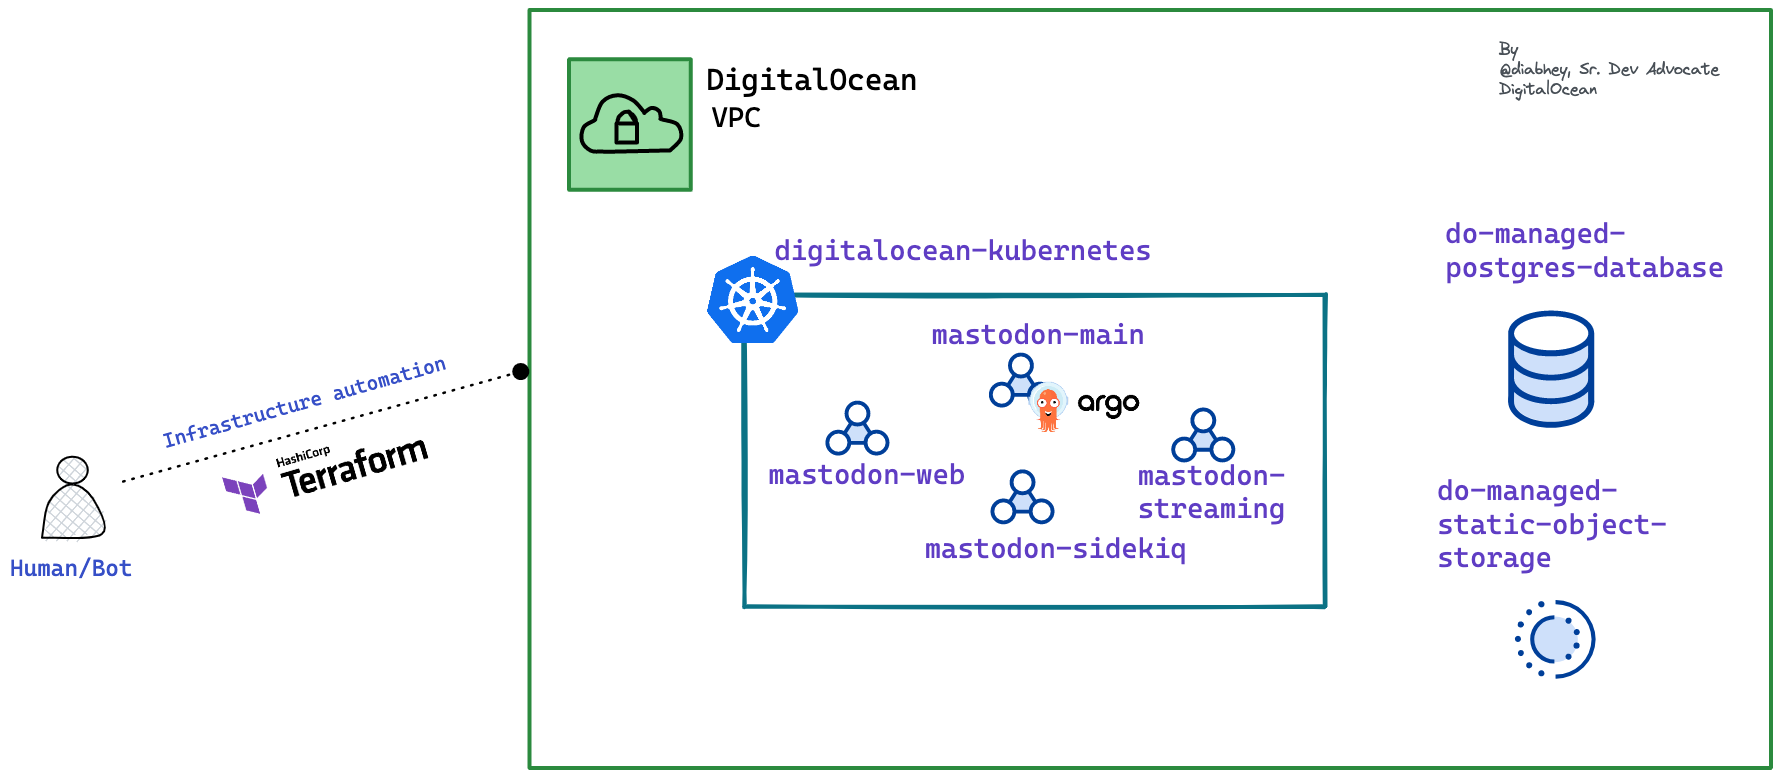 By
@diabhey, Sr. Dev Advocate
DigitalOcean
DigitalOcean
VPC
do-managed-
postgres-database
digitalocean-kubernetes
mastodon-main
argo
mastodon-web
mastodon-
streaming
mastodon-sidekiq
do-managed-
static-object-
storage
Infrastructure automation
HashiCorp
Terraform
Human/Bot